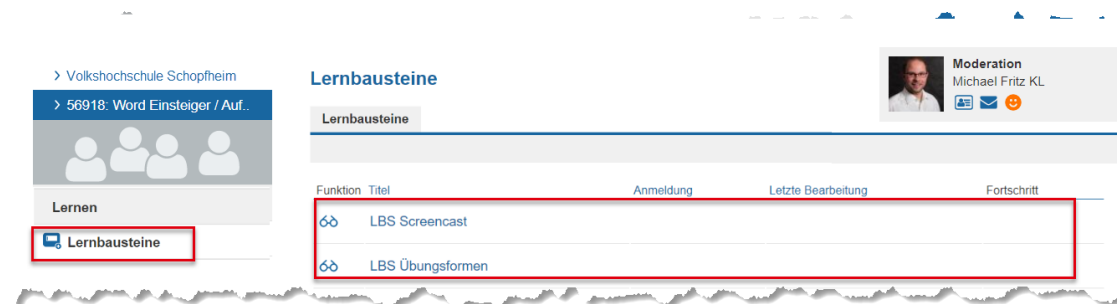 > Volkshochschule Schopfheim
> 56918: Word Einsteiger / Auf..
Lernen
Lernbausteine
Lernbausteine
Lernbausteine
Moderation
Michael Fritz KL
Funktion Titel Anmeldung Letzte Bearbeitung Fortschritt
LBS Screencast
LBS Übungsformen